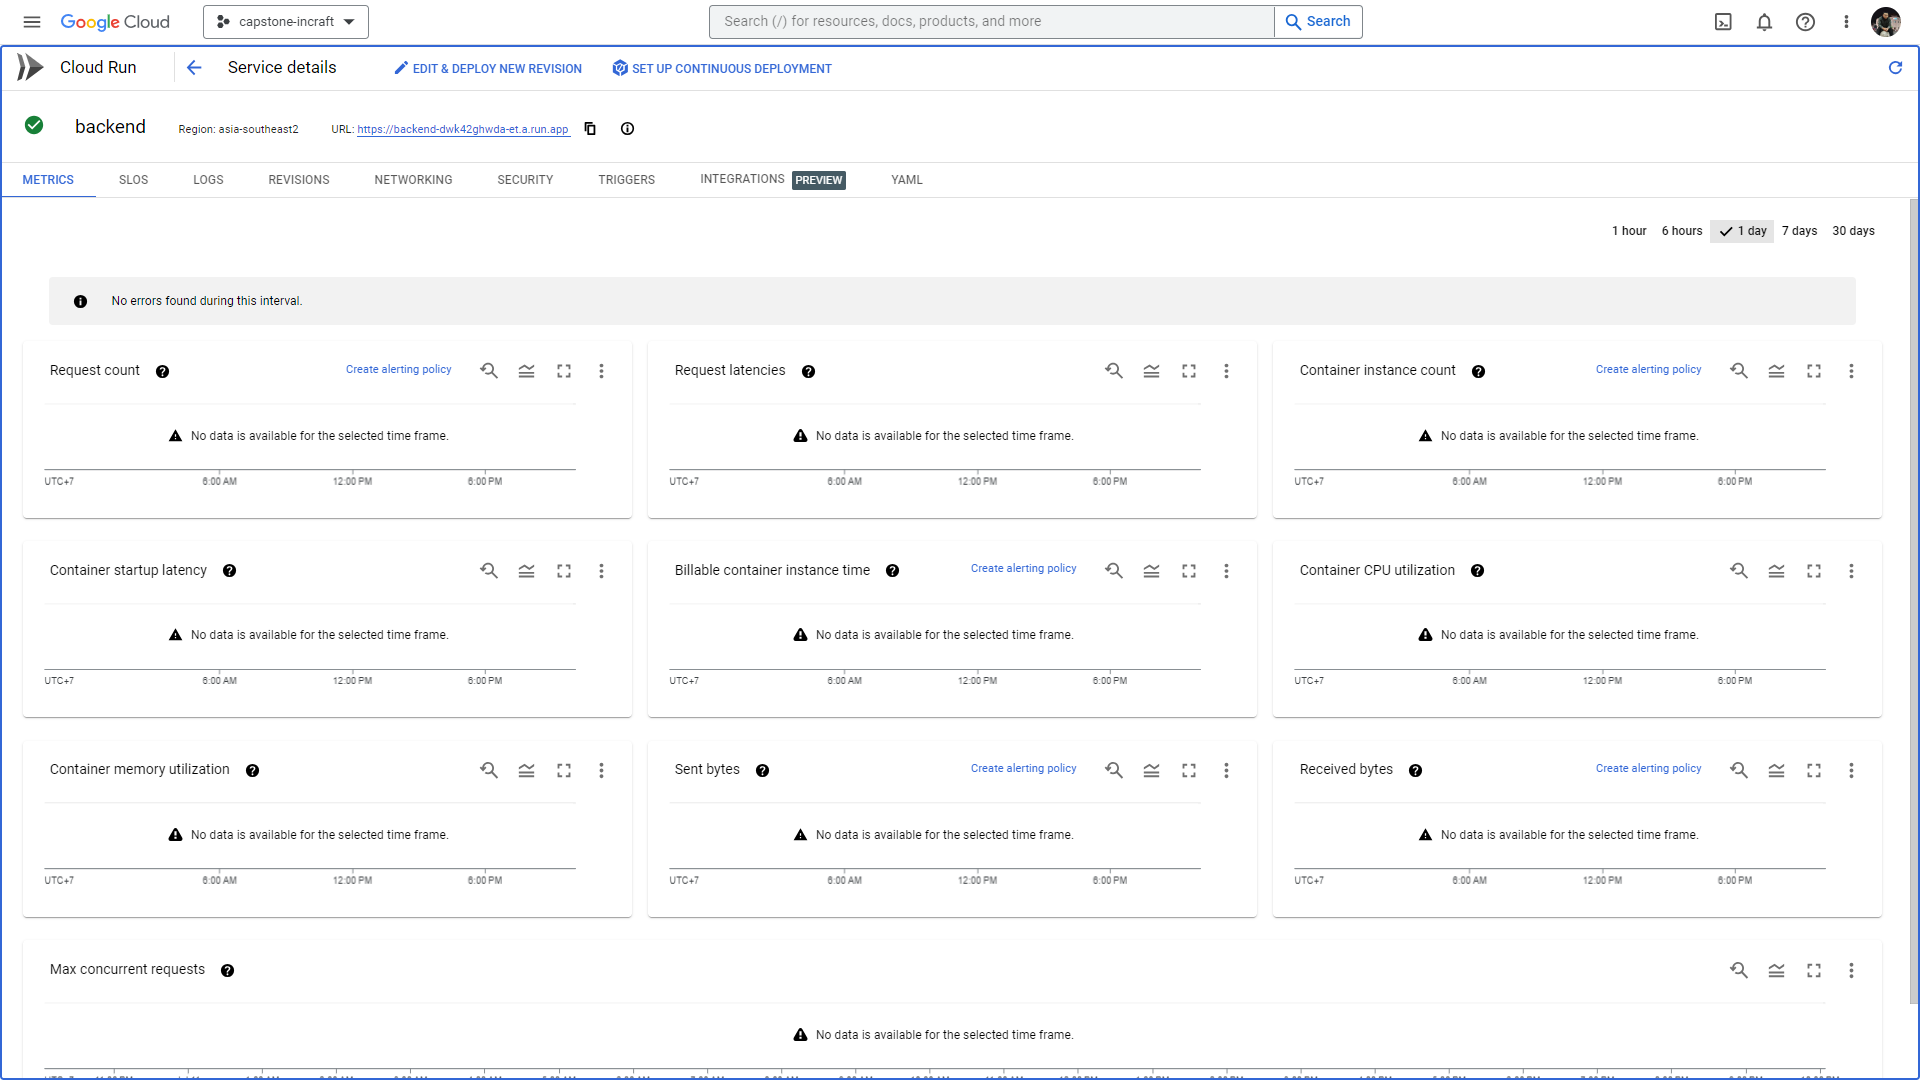 Google Cloud
capstone-incraft
Search (/) for resources, docs, products, and more
Search
Cloud Run
Service details
EDIT & DEPLOY NEW REVISION
SET UP CONTINUOUS DEPLOYMENT
backend
Region: asia-southeast2
URL: https://backend-dwk42ghwda-et.a.run.app
METRICS
SLOS
LOGS
REVISIONS
NETWORKING
SECURITY
TRIGGERS
INTEGRATIONS PREVIEW
YAML
1 hour
6 hours
1 day
7 days
30 days
No errors found during this interval.
Request count
Create alerting policy
No data is available for the selected time frame.
UTC+7 6:00 AM 12:00 PM 6:00 PM
Request latencies
No data is available for the selected time frame.
UTC+7 6:00 AM 12:00 PM 6:00 PM
Container instance count
Create alerting policy
No data is available for the selected time frame.
UTC+7 6:00 AM 12:00 PM 6:00 PM
Container startup latency
No data is available for the selected time frame.
UTC+7 6:00 AM 12:00 PM 6:00 PM
Billable container instance time
Create alerting policy
No data is available for the selected time frame.
UTC+7 6:00 AM 12:00 PM 6:00 PM
Container CPU utilization
No data is available for the selected time frame.
UTC+7 6:00 AM 12:00 PM 6:00 PM
Container memory utilization
No data is available for the selected time frame.
UTC+7 6:00 AM 12:00 PM 6:00 PM
Sent bytes
Create alerting policy
No data is available for the selected time frame.
UTC+7 6:00 AM 12:00 PM 6:00 PM
Received bytes
Create alerting policy
No data is available for the selected time frame.
UTC+7 6:00 AM 12:00 PM 6:00 PM
Max concurrent requests
No data is available for the selected time frame.